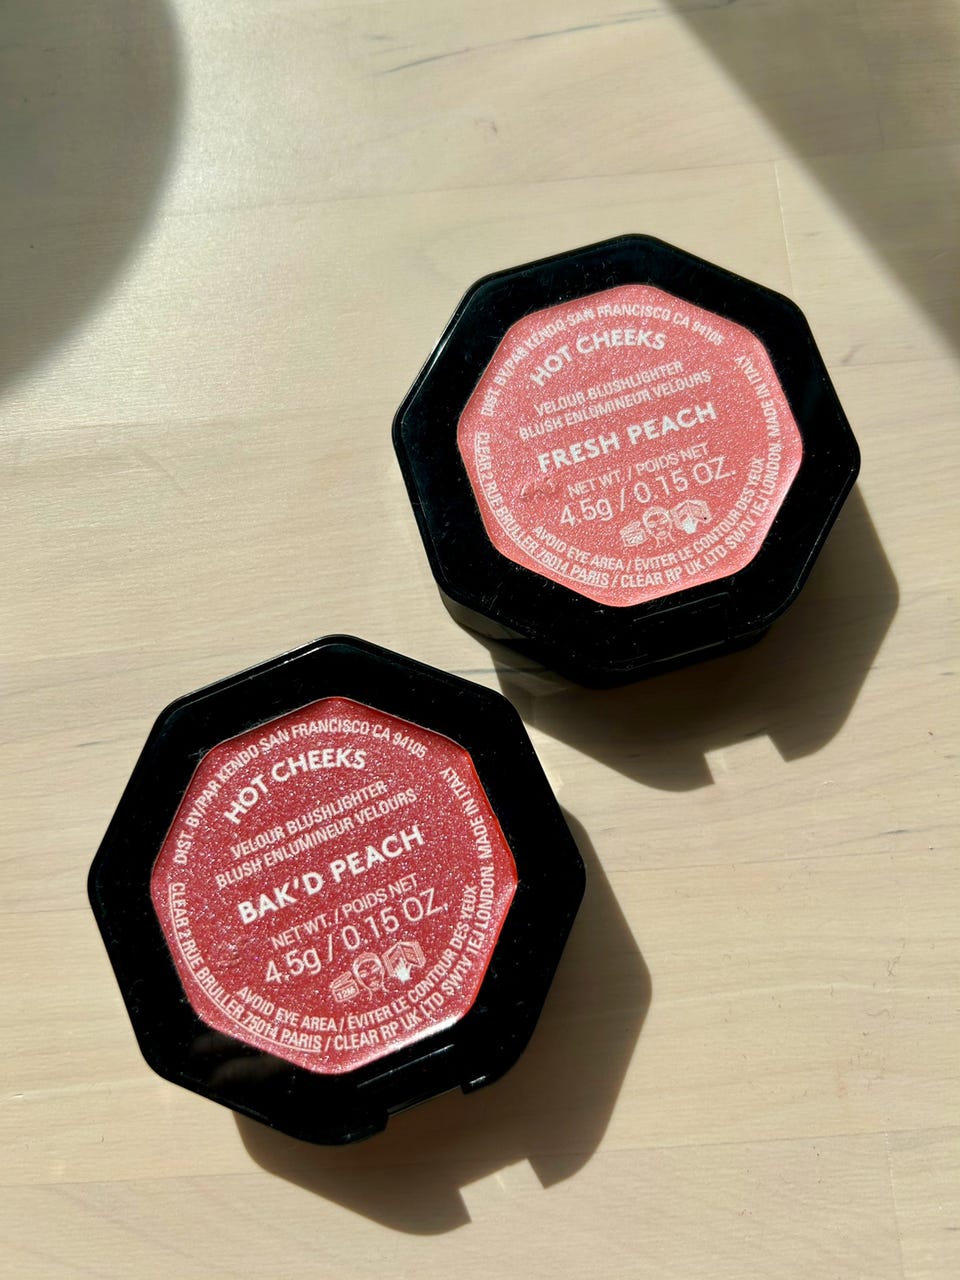 DIST. BY/PAR KENDO SAN FRANCISCO CA 94105
HOT CHEEKS
VELOUR BLUSHLIGHTER
BLUSH ENLUMINEUR VELOURS
FRESH PEACH
NET WT. / POIDS NET
4.5g / 0.15 OZ.
AVOID EYE AREA / ÉVITER LE CONTOUR DES YEUX
CLEAR 2 RUE BRULLER 75014 PARIS / CLEAR RP UK LTD SW1V 1EJ LONDON. MADE IN ITALY
DIST. BY/PAR KENDO SAN FRANCISCO CA 94105
HOT CHEEKS
VELOUR BLUSHLIGHTER
BLUSH ENLUMINEUR VELOURS
BAK'D PEACH
NET WT. / POIDS NET
4.5g / 0.15 OZ.
12M
AVOID EYE AREA / ÉVITER LE CONTOUR DES YEUX
CLEAR 2 RUE BRULLER 75014 PARIS / CLEAR RP UK LTD SW1V 1EJ LONDON. MADE IN ITALY